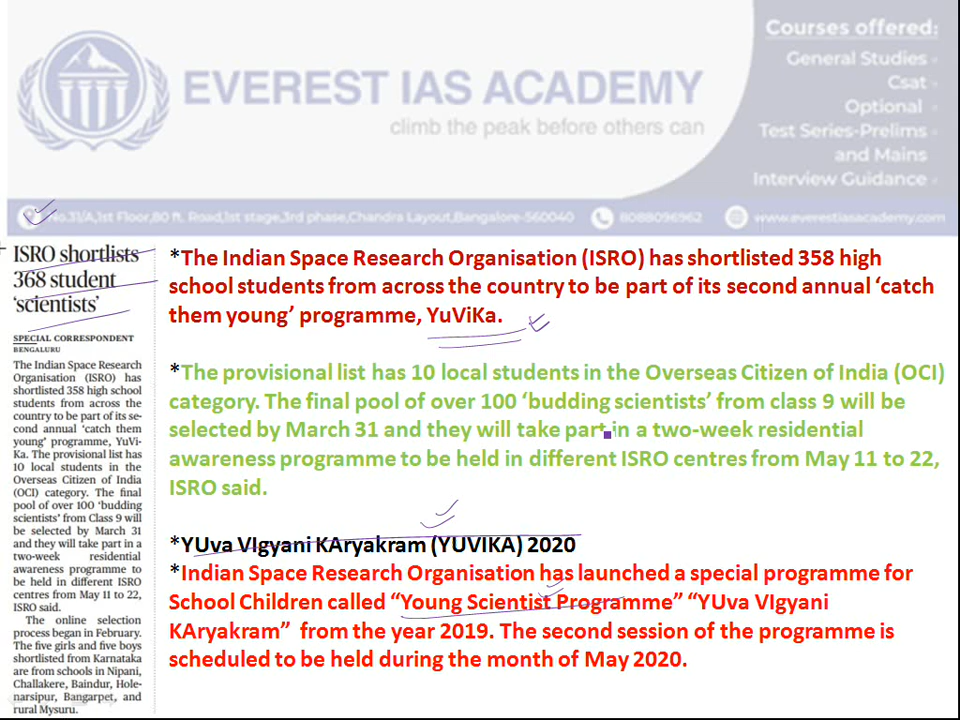 EVEREST IAS ACADEMY
climb the peak before others can
Courses offered:
General Studies
Csat
Optional
Test Series-Prelims
and Mains
Interview Guidance
No.31/A,1st Floor,80 ft. Road,1st stage,3rd phase,Chandra Layout,Bangalore-560040
8088096962
www.everestiasacademy.com
ISRO shortlists
368 student
‘scientists’
SPECIAL CORRESPONDENT
BENGALURU
The Indian Space Research
Organisation (ISRO) has
shortlisted 358 high school
students from across the
country to be part of its se-
cond annual ‘catch them
young’ programme, YuVi-
Ka. The provisional list has
10 local students in the
Overseas Citizen of India
(OCI) category. The final
pool of over 100 ‘budding
scientists’ from Class 9 will
be selected by March 31
and they will take part in a
two-week residential
awareness programme to
be held in different ISRO
centres from May 11 to 22,
ISRO said.
The online selection
process began in February.
The five girls and five boys
shortlisted from Karnataka
are from schools in Nipani,
Challakere, Baindur, Hole-
narsipur, Bangarpet, and
rural Mysuru.
*The Indian Space Research Organisation (ISRO) has shortlisted 358 high
school students from across the country to be part of its second annual ‘catch
them young’ programme, YuViKa.
*The provisional list has 10 local students in the Overseas Citizen of India (OCI)
category. The final pool of over 100 ‘budding scientists’ from class 9 will be
selected by March 31 and they will take part in a two-week residential
awareness programme to be held in different ISRO centres from May 11 to 22,
ISRO said.
*YUva VIgyani KAryakram (YUVIKA) 2020
*Indian Space Research Organisation has launched a special programme for
School Children called “Young Scientist Programme” “YUva VIgyani
KAryakram” from the year 2019. The second session of the programme is
scheduled to be held during the month of May 2020.